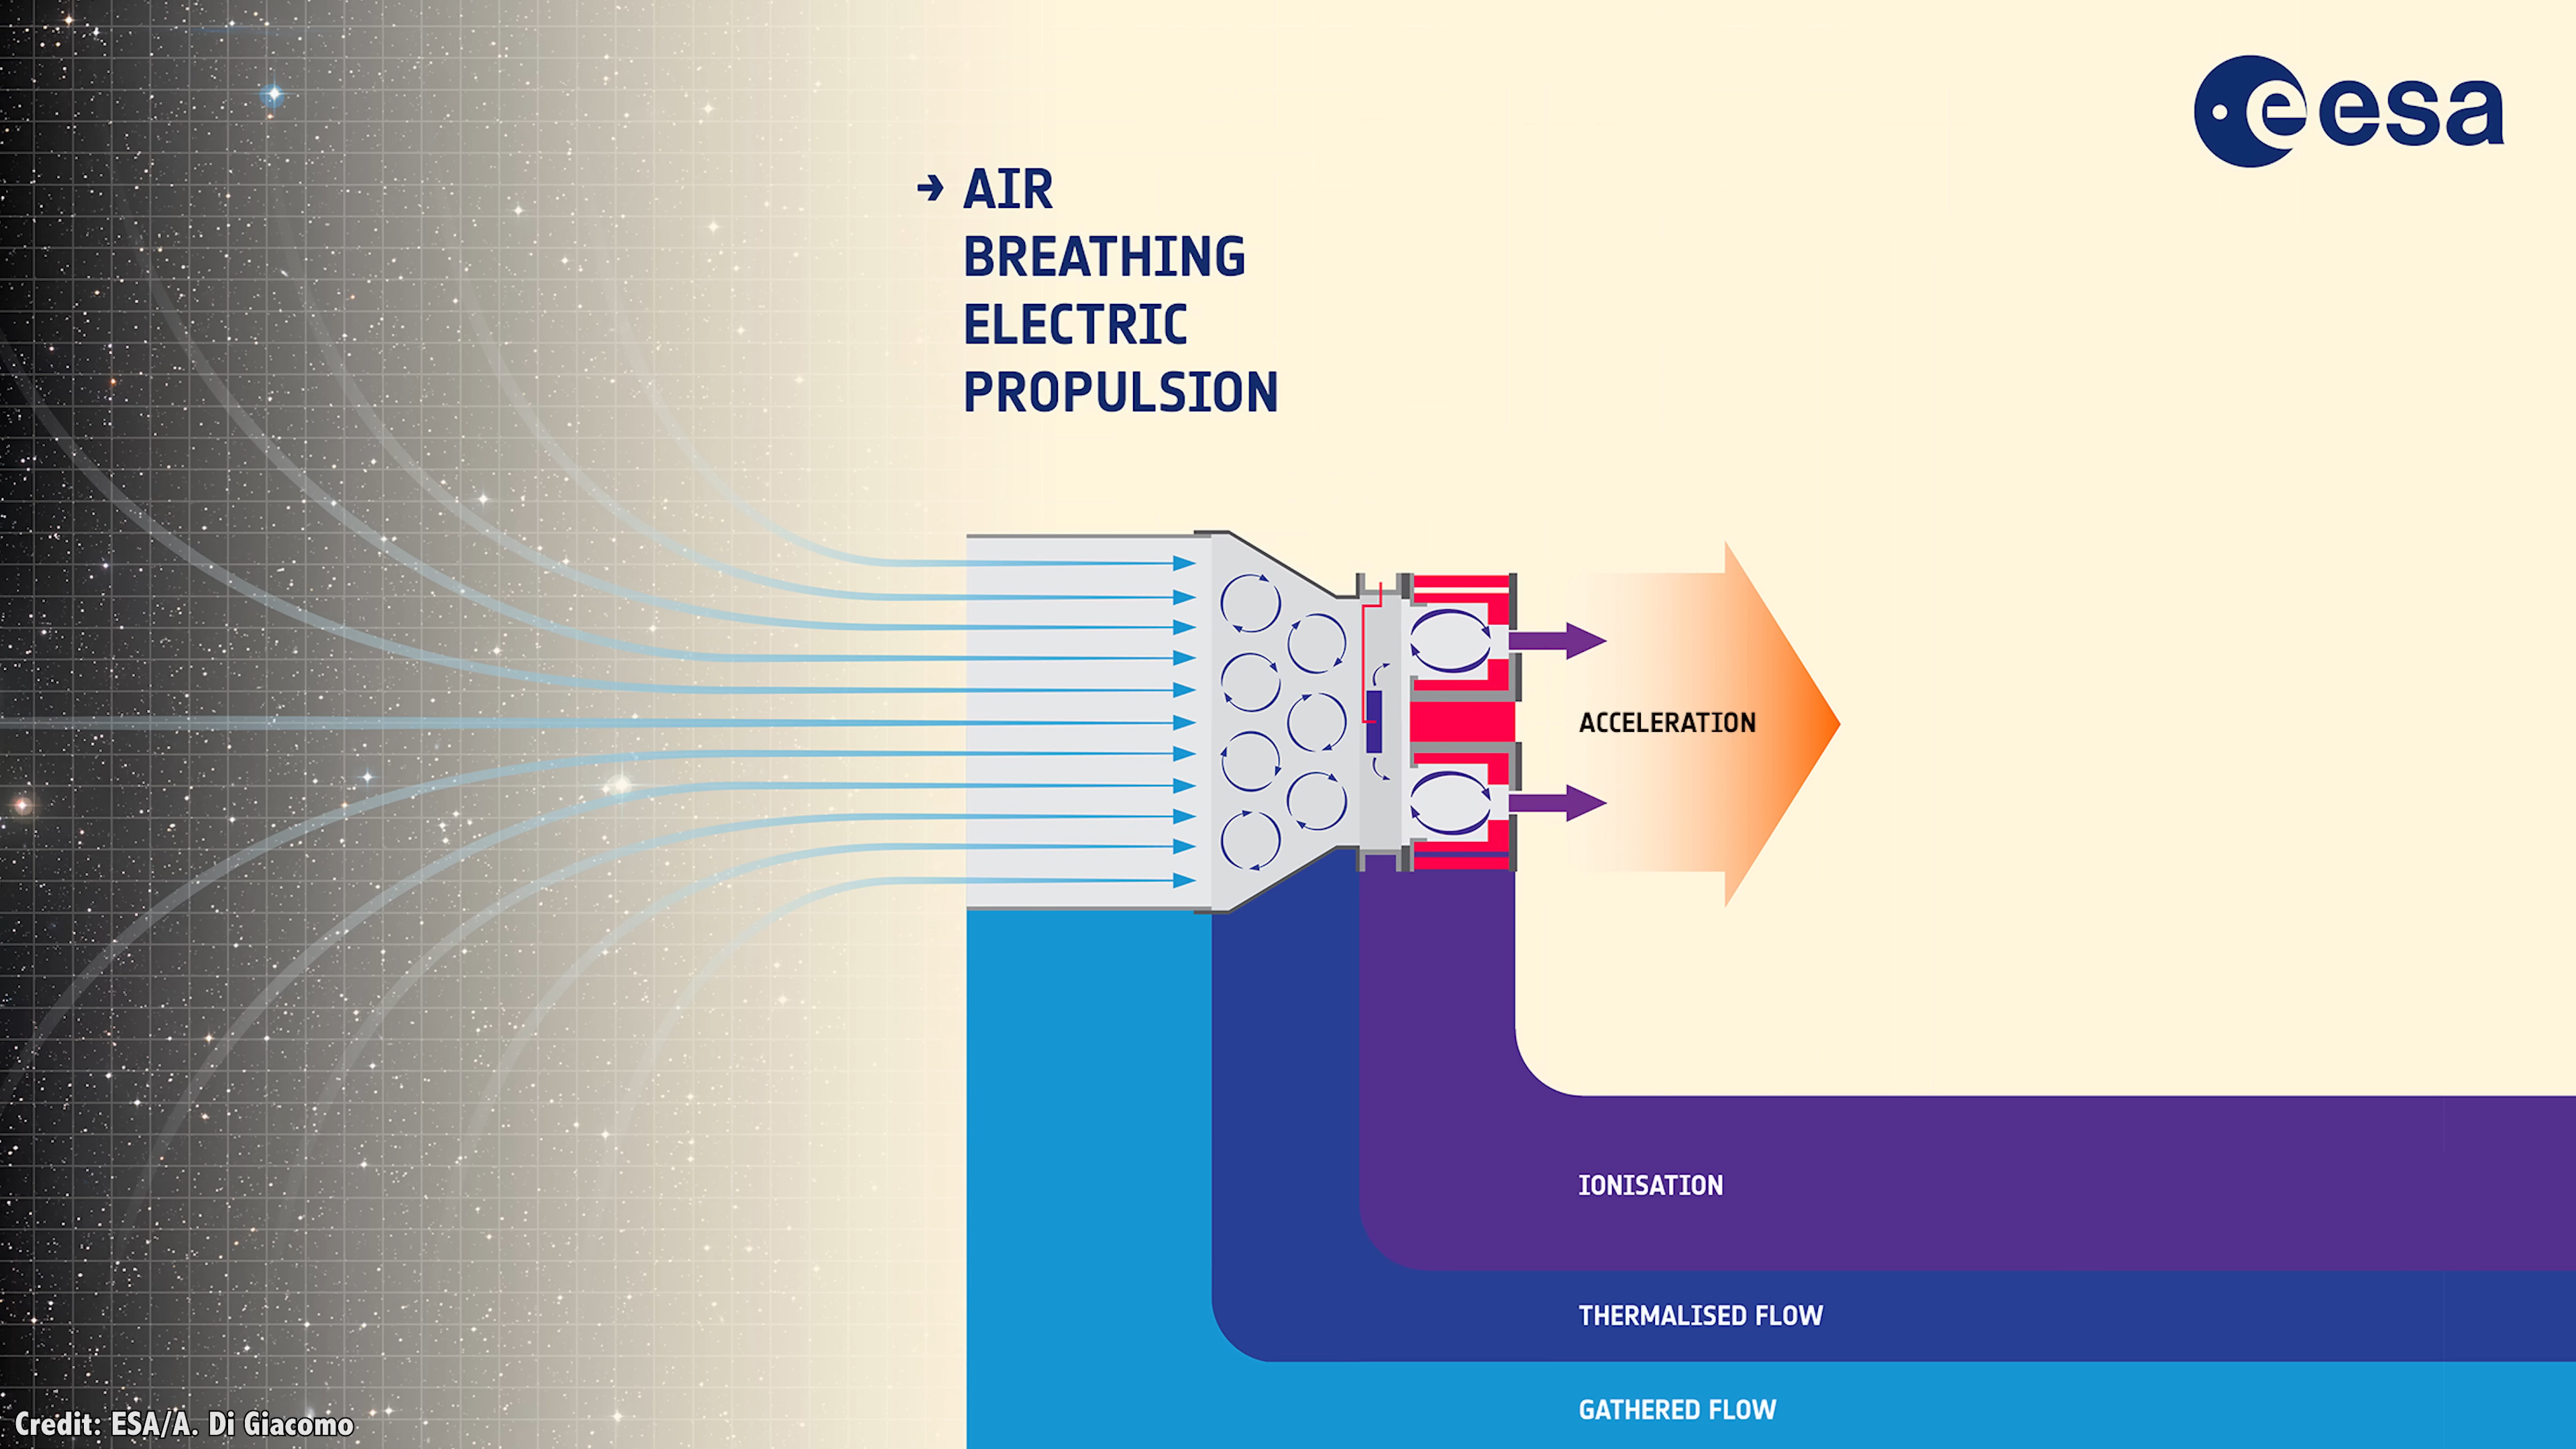 esa
→ AIR
BREATHING
ELECTRIC
PROPULSION
ACCELERATION
IONISATION
THERMALISED FLOW
GATHERED FLOW
Credit: ESA/A. Di Giacomo